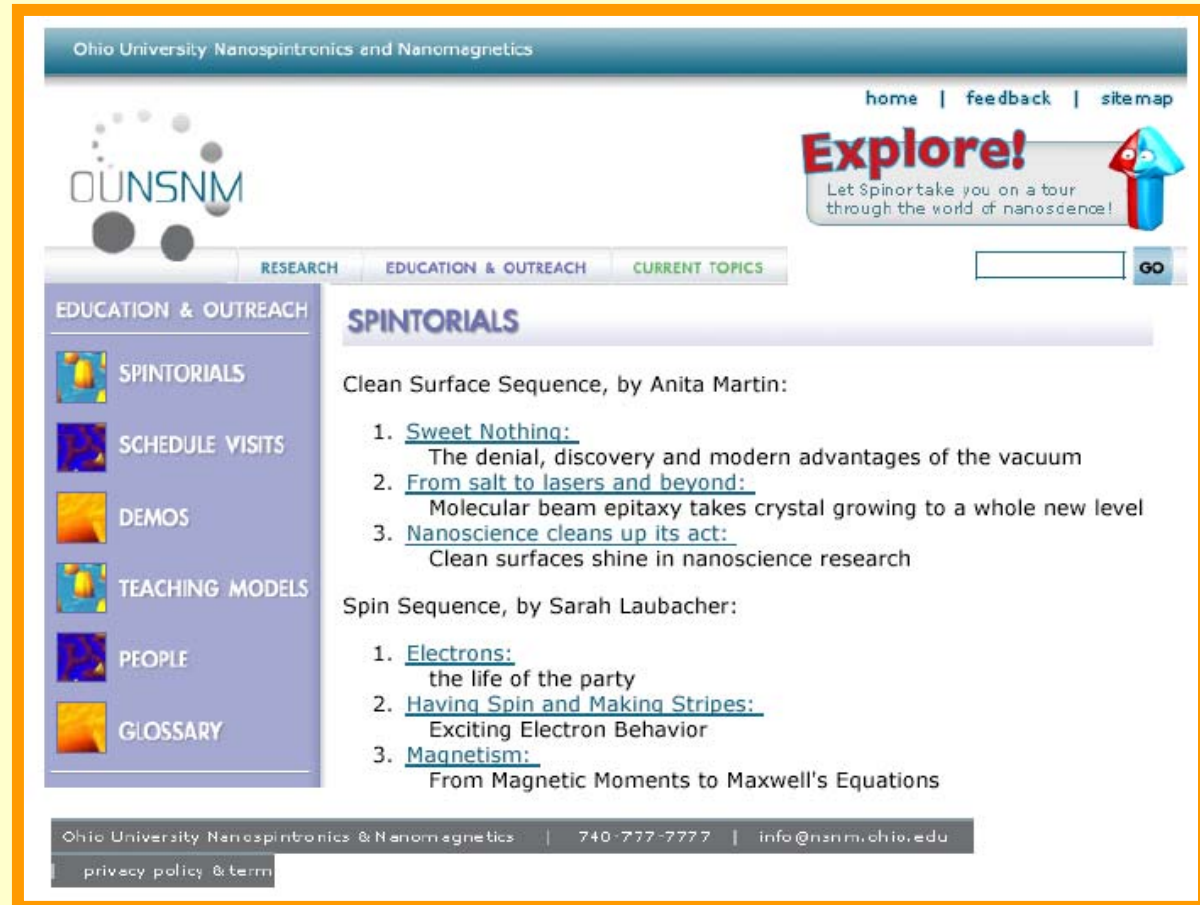 Ohio University Nanospintronics and Nanomagnetics
home | feedback | sitemap
OUNSNM
Explore!
Let Spinor take you on a tour
through the world of nanoscience!
RESEARCH EDUCATION & OUTREACH CURRENT TOPICS GO
EDUCATION & OUTREACH
SPINTORIALS
SCHEDULE VISITS
DEMOS
TEACHING MODELS
PEOPLE
GLOSSARY
SPINTORIALS
Clean Surface Sequence, by Anita Martin:
1. Sweet Nothing:
The denial, discovery and modern advantages of the vacuum
2. From salt to lasers and beyond:
Molecular beam epitaxy takes crystal growing to a whole new level
3. Nanoscience cleans up its act:
Clean surfaces shine in nanoscience research
Spin Sequence, by Sarah Laubacher:
1. Electrons:
the life of the party
2. Having Spin and Making Stripes:
Exciting Electron Behavior
3. Magnetism:
From Magnetic Moments to Maxwell's Equations
Ohio University Nanospintronics & Nanomagnetics | 740-777-7777 | info@nsnm.ohio.edu
| privacy policy & term